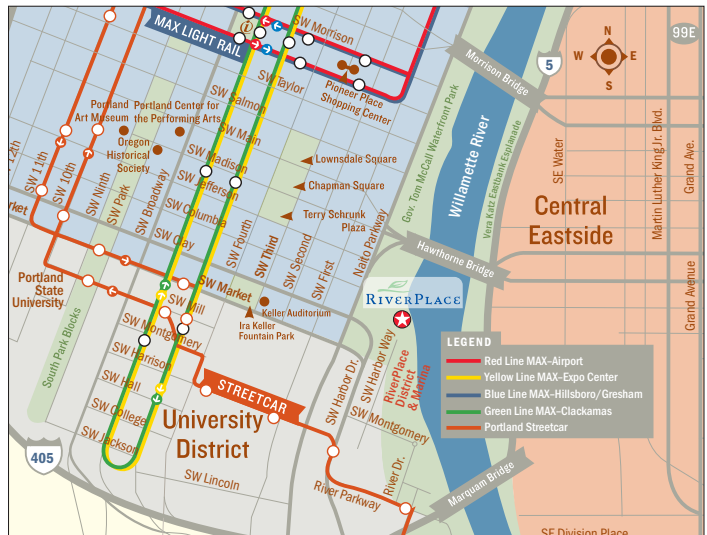 MAX LIGHT RAIL
i
SW Morrison
99E
5
N
W
E
S
Morrison Bridge
SW Taylor
Pioneer Place
Shopping Center
SW Salmon
Portland
Art Museum
Portland Center for
the Performing Arts
Oregon
Historical
Society
SW Main
SW Madison
SW Jefferson
SW Columbia
SW Clay
Lownsdale Square
Chapman Square
Terry Schrunk
Plaza
12th
SW 11th
SW 10th
SW Ninth
SW Park
SW Broadway
SW Fourth
SW Third
SW Second
SW First
Naito Parkway
Gov. Tom McCall Waterfront Park
Willamette River
Vera Katz Eastbank Esplanade
SE Water
Martin Luther King Jr. Blvd.
Grand Ave.
Central
Eastside
Hawthorne Bridge
Grand Avenue
rket
Portland
State
University
SW Market
Keller Auditorium
Ira Keller
Fountain Park
RIVERPLACE
SW Mill
SW Montgomery
SW Harrison
SW Hall
SW College
SW Jackson
South Park Blocks
STREETCAR
University
District
SW Harbor Dr.
SW Harbor Way
RiverPlace
District
& Marina
SW Montgomery
LEGEND
Red Line MAX–Airport
Yellow Line MAX–Expo Center
Blue Line MAX–Hillsboro/Gresham
Green Line MAX–Clackamas
Portland Streetcar
405
SW Lincoln
River Parkway
River Dr.
Marquam Bridge
SE Division Place